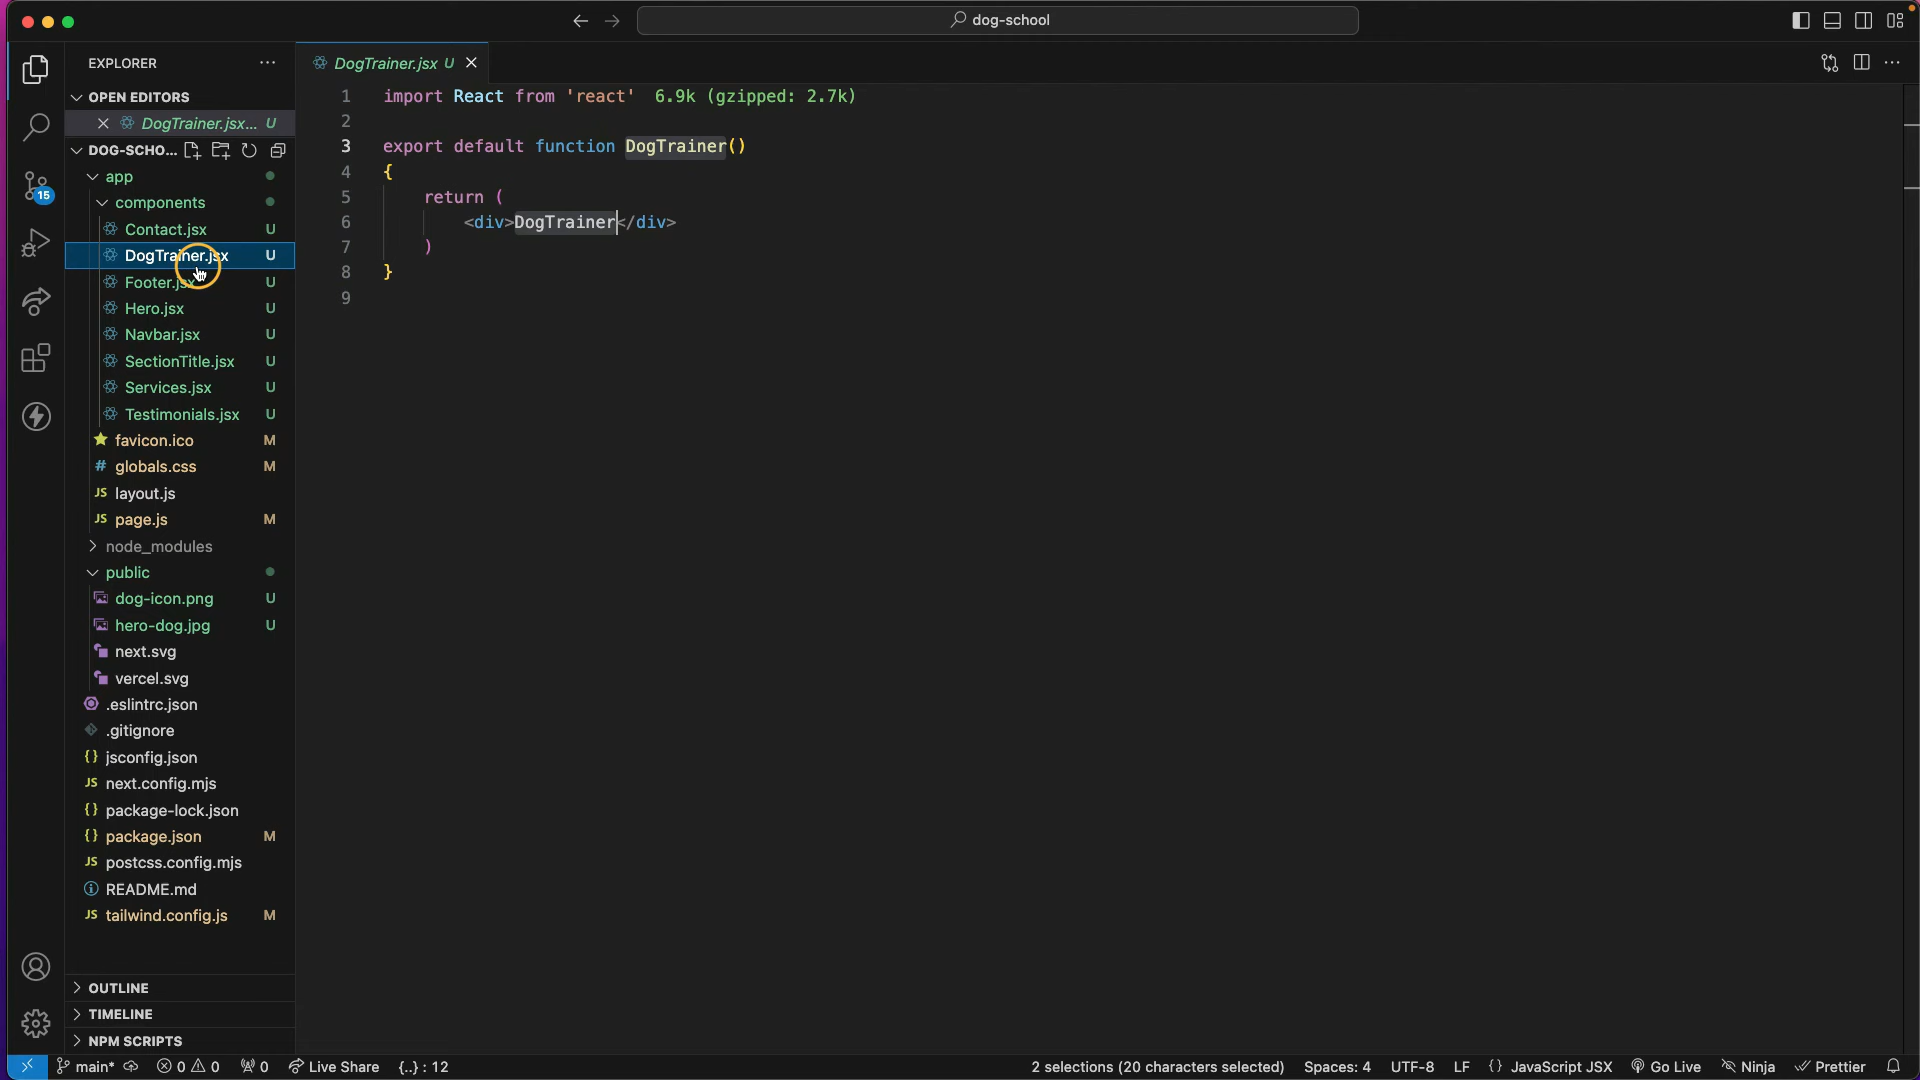 dog-school
EXPLORER
DogTrainer.jsx U
OPEN EDITORS
DogTrainer.jsx... U
DOG-SCHO...
app
components
Contact.jsx U
DogTrainer.jsx U
Footer.jsx U
Hero.jsx U
Navbar.jsx U
SectionTitle.jsx U
Services.jsx U
Testimonials.jsx U
favicon.ico M
# globals.css M
JS layout.js
JS page.js M
node_modules
public
dog-icon.png U
hero-dog.jpg U
next.svg
vercel.svg
.eslintrc.json
.gitignore
{} jsconfig.json
JS next.config.mjs
{} package-lock.json
{} package.json M
JS postcss.config.mjs
README.md
JS tailwind.config.js M
OUTLINE
TIMELINE
NPM SCRIPTS
15
1 import React from 'react' 6.9k (gzipped: 2.7k)
2
3 export default function DogTrainer()
4 {
5 return (
6 <div>DogTrainer</div>
7 )
8 }
9
main* 0 0 0 Live Share {..} : 12 2 selections (20 characters selected) Spaces: 4 UTF-8 LF {} JavaScript JSX Go Live Ninja Prettier